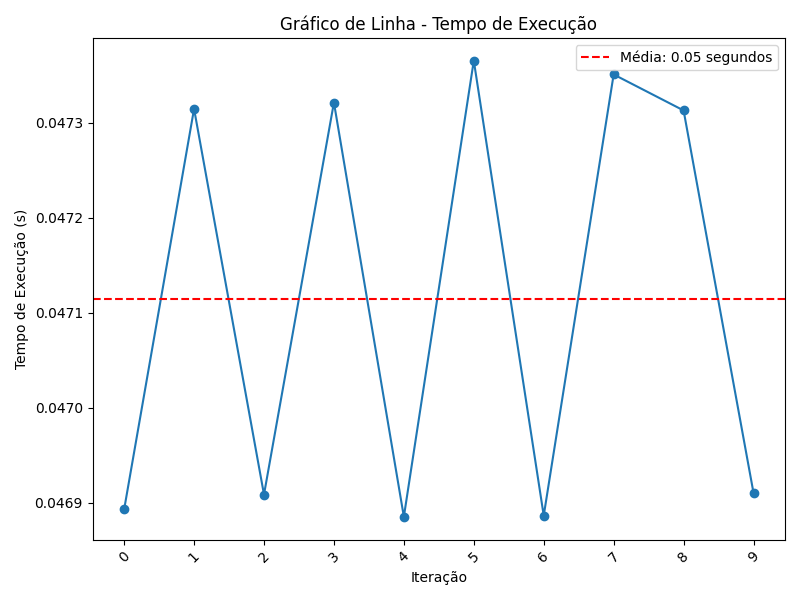 Gráfico de Linha - Tempo de Execução
Média: 0.05 segundos
0.0473
0.0472
0.0471
0.0470
0.0469
Tempo de Execução (s)
0 1 2 3 4 5 6 7 8 9
Iteração